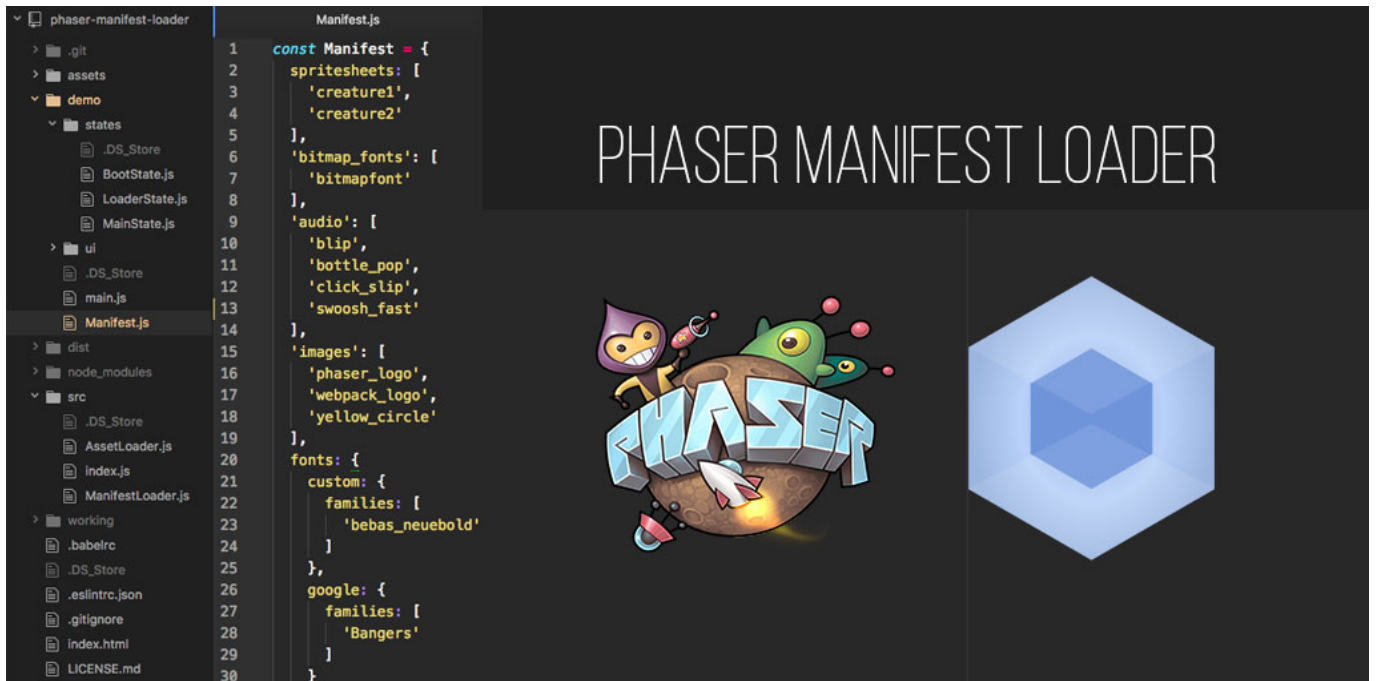 phaser-manifest-loader
.git
assets
demo
states
.DS_Store
BootState.js
LoaderState.js
MainState.js
ui
.DS_Store
main.js
Manifest.js
dist
node_modules
src
.DS_Store
AssetLoader.js
index.js
ManifestLoader.js
working
.babelrc
.DS_Store
.eslintrc.json
.gitignore
index.html
LICENSE.md
Manifest.js
1 const Manifest = {
2 spritesheets: [
3 'creature1',
4 'creature2'
5 ],
6 'bitmap_fonts': [
7 'bitmapfont'
8 ],
9 'audio': [
10 'blip',
11 'bottle_pop',
12 'click_slip',
13 'swoosh_fast'
14 ],
15 'images': [
16 'phaser_logo',
17 'webpack_logo',
18 'yellow_circle'
19 ],
20 fonts: {
21 custom: {
22 families: [
23 'bebas_neuebold'
24 ]
25 },
26 google: {
27 families: [
28 'Bangers'
29 ]
30 }
PHASER MANIFEST LOADER
PHASER